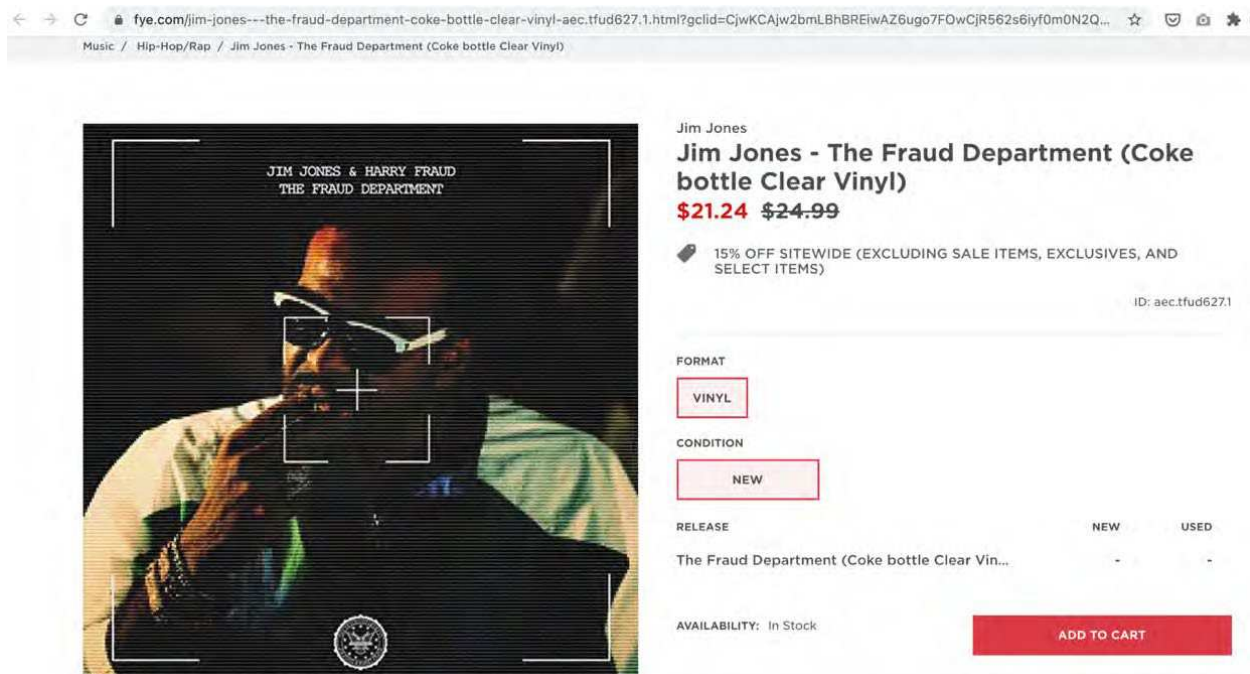 fye.com/jim-jones---the-fraud-department-coke-bottle-clear-vinyl-aec.tfud627.1.html?gclid=CjwKCAjw2bmLBhBREiwAZ6ugo7FOwCjR562s6iyf0m0N2Q...
Music / Hip-Hop/Rap / Jim Jones - The Fraud Department (Coke bottle Clear Vinyl)
JIM JONES & HARRY FRAUD
THE FRAUD DEPARTMENT
Jim Jones
Jim Jones - The Fraud Department (Coke
bottle Clear Vinyl)
$21.24 $24.99
15% OFF SITEWIDE (EXCLUDING SALE ITEMS, EXCLUSIVES, AND
SELECT ITEMS)
ID: aec.tfud627.1
FORMAT
VINYL
CONDITION
NEW
RELEASE NEW USED
The Fraud Department (Coke bottle Clear Vin... - -
AVAILABILITY: In Stock
ADD TO CART